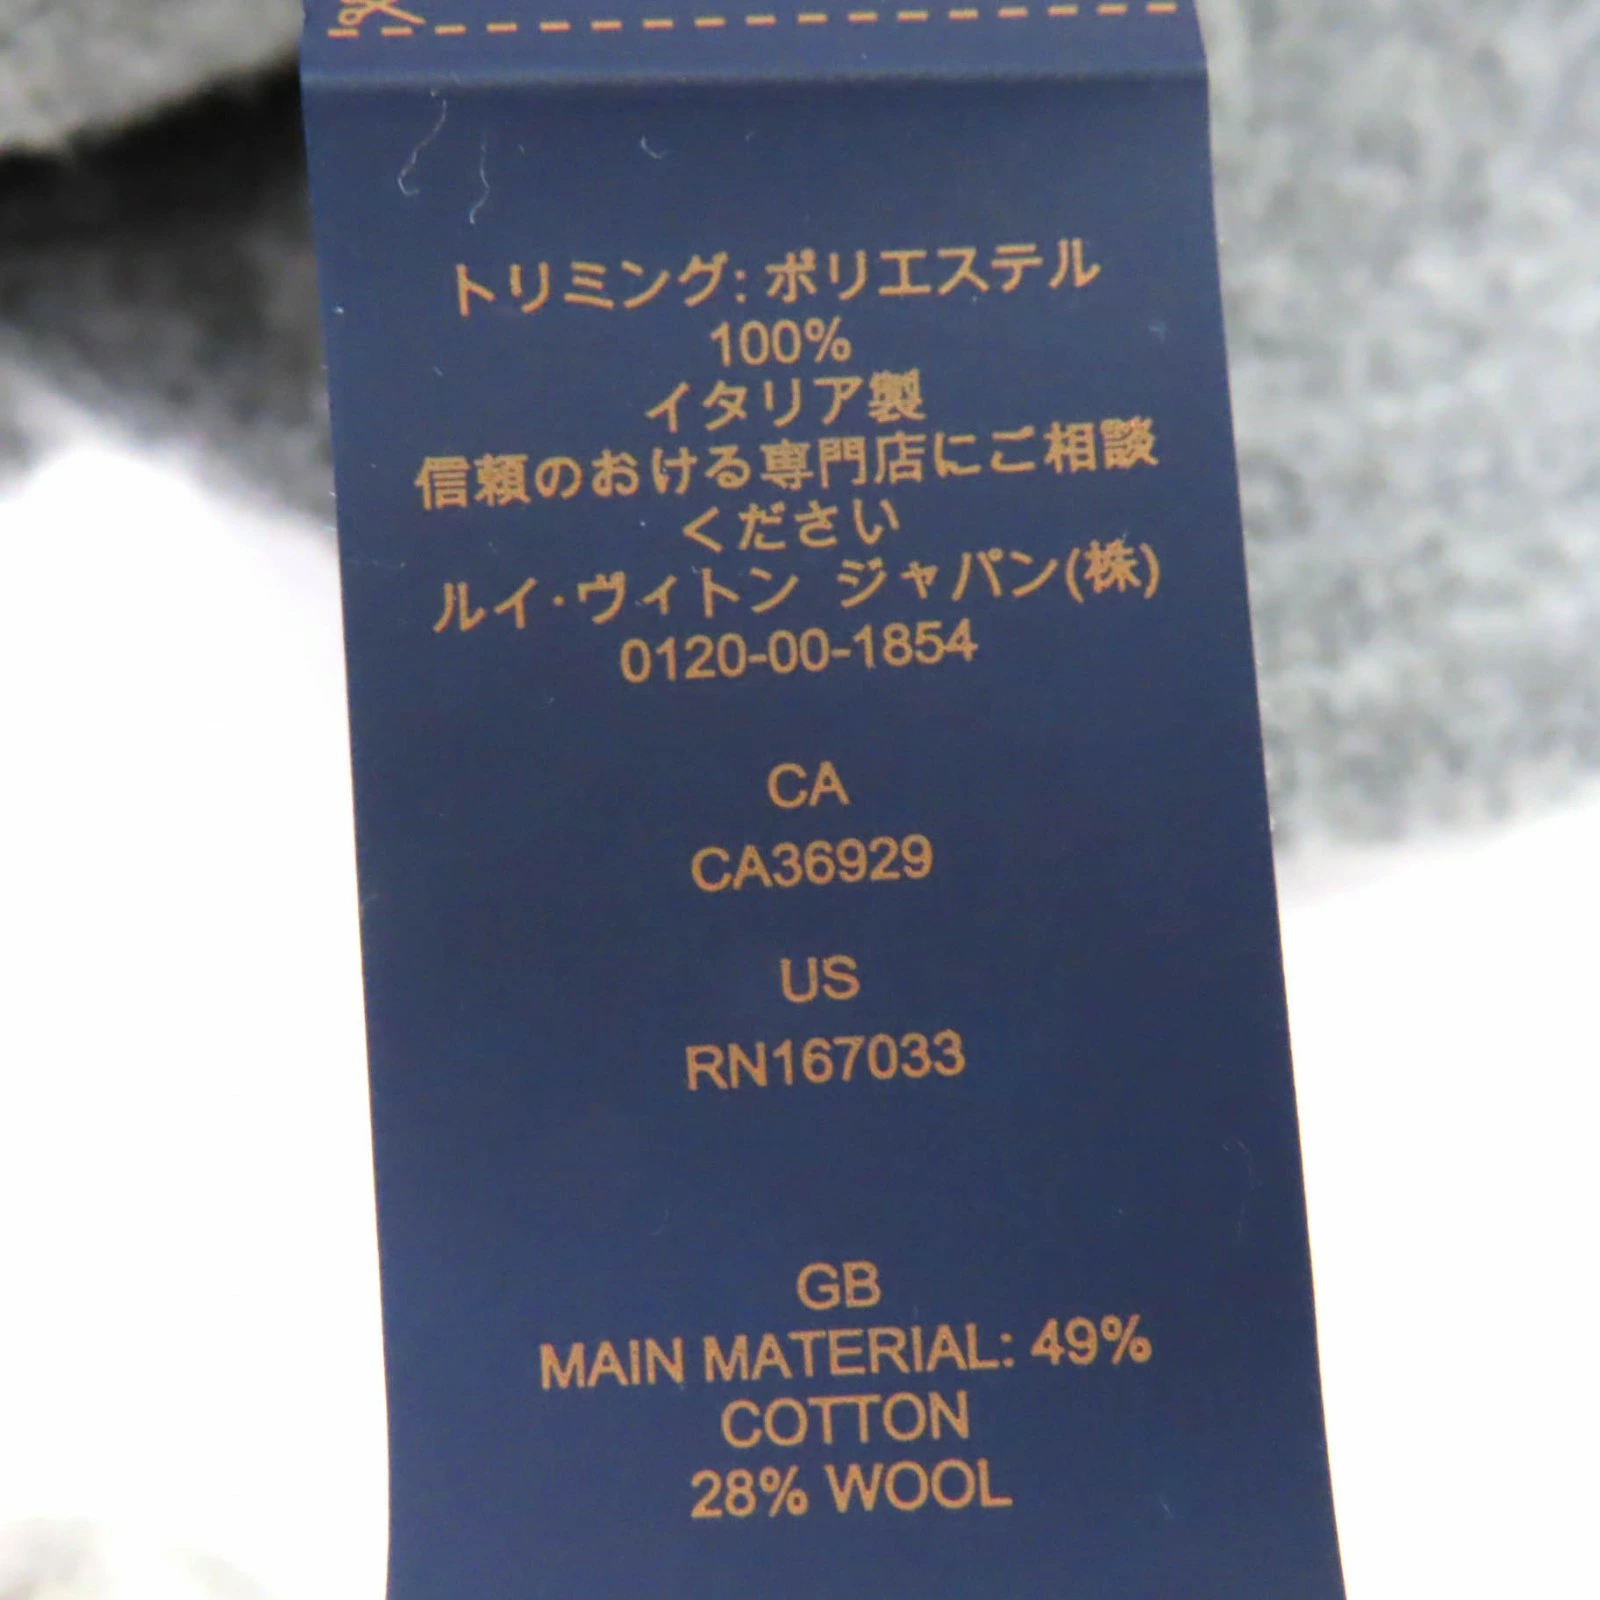 トリミング: ポリエステル
100%
イタリア製
信頼のおける専門店にご相談
ください
ルイ・ヴィトン ジャパン(株)
0120-00-1854
CA
CA36929
US
RN167033
GB
MAIN MATERIAL: 49%
COTTON
28% WOOL